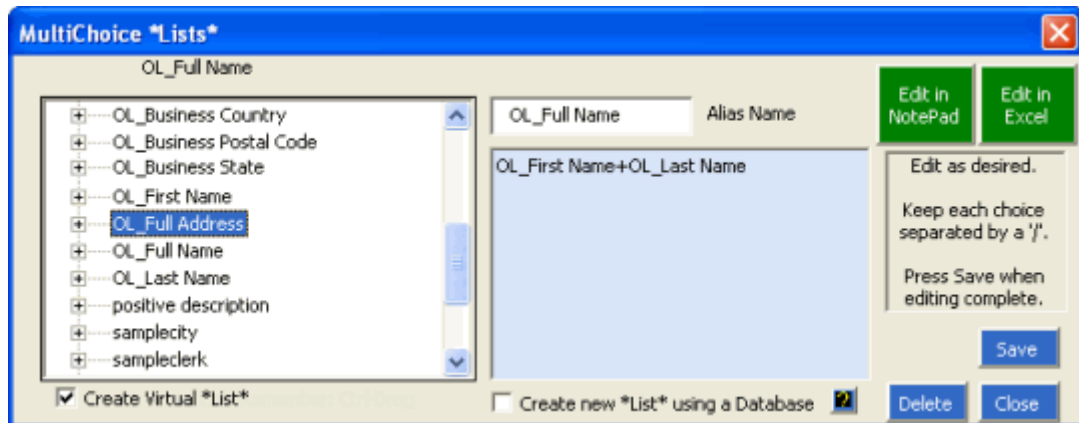 MultiChoice *Lists*
OL_Full Name
OL_Business Country
OL_Business Postal Code
OL_Business State
OL_First Name
OL_Full Address
OL_Full Name
OL_Last Name
positive description
samplecity
sampleclerk
Create Virtual *List*
OL_Full Name
Alias Name
OL_First Name+OL_Last Name
Create new *List* using a Database
?
Edit in
NotePad
Edit in
Excel
Edit as desired.
Keep each choice
separated by a '/'.
Press Save when
editing complete.
Save
Delete
Close